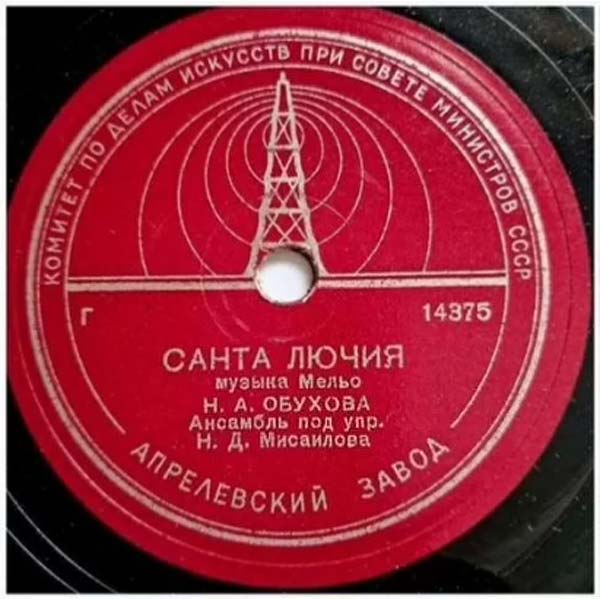 КОМИТЕТ ПО ДЕЛАМ ИСКУССТВ ПРИ СОВЕТЕ МИНИСТРОВ СССР
Г 14375
САНТА ЛЮЧИЯ
музыка Мельо
Н. А. ОБУХОВА
Ансамбль под упр.
Н. Д. Мисаилова
АПРЕЛЕВСКИЙ ЗАВОД